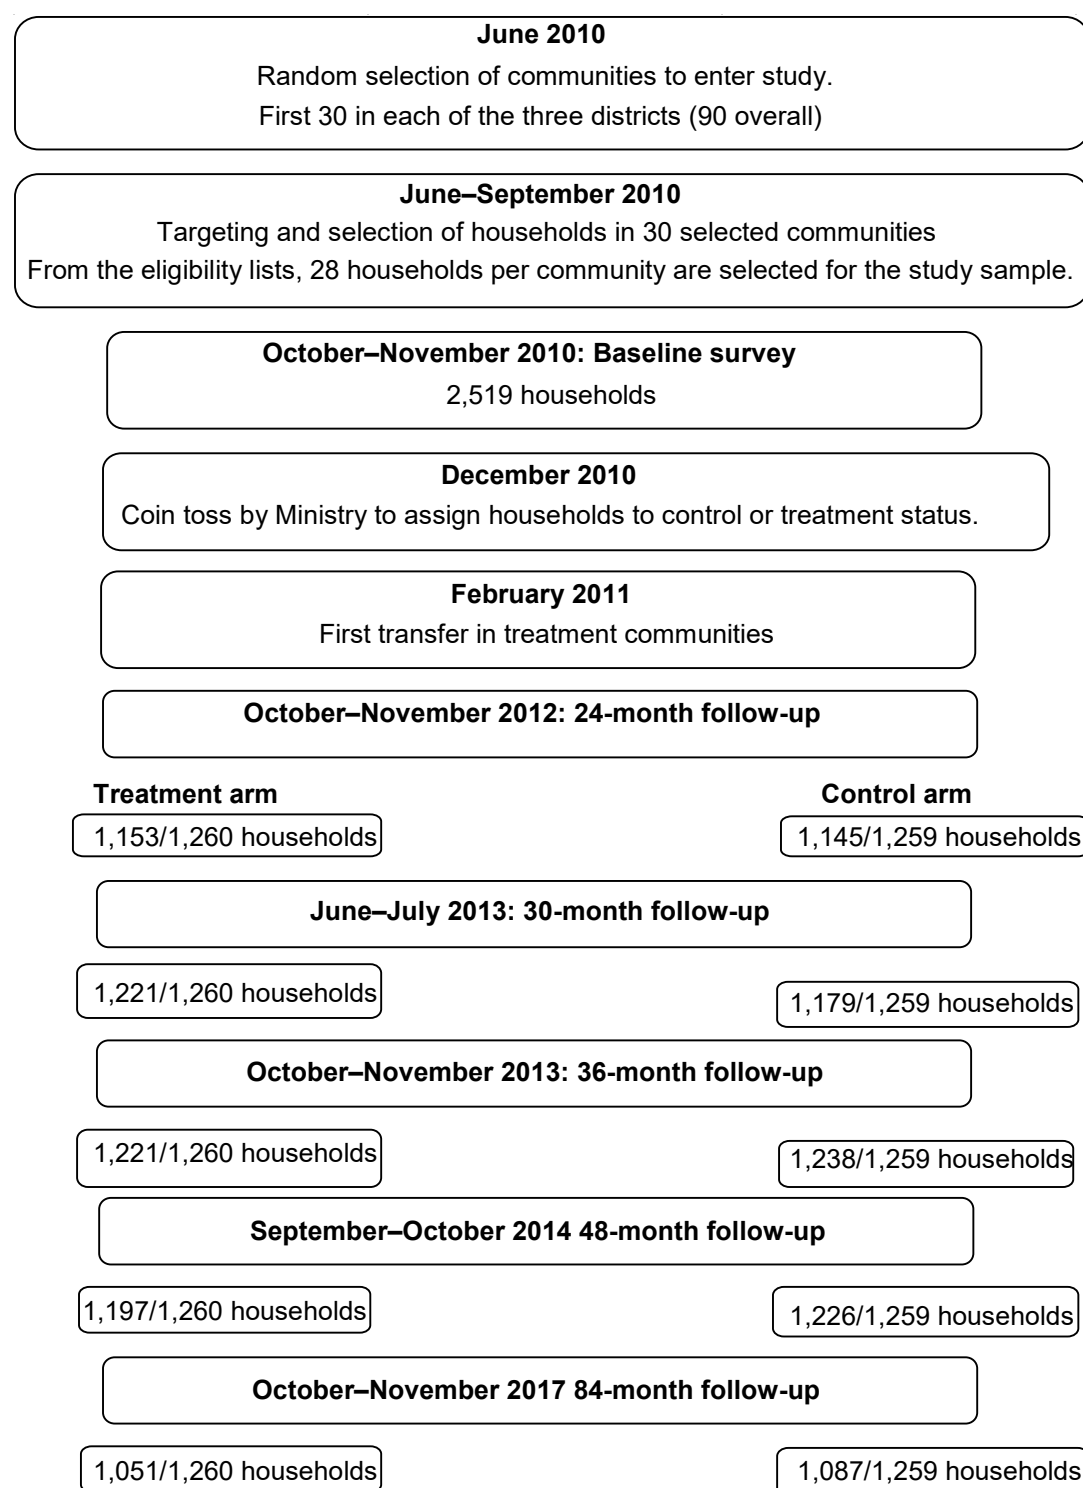 June 2010
Random selection of communities to enter study.
First 30 in each of the three districts (90 overall)
June–September 2010
Targeting and selection of households in 30 selected communities
From the eligibility lists, 28 households per community are selected for the study sample.
October–November 2010: Baseline survey
2,519 households
December 2010
Coin toss by Ministry to assign households to control or treatment status.
February 2011
First transfer in treatment communities
October–November 2012: 24-month follow-up
Treatment arm
Control arm
1,153/1,260 households
1,145/1,259 households
June–July 2013: 30-month follow-up
1,221/1,260 households
1,179/1,259 households
October–November 2013: 36-month follow-up
1,221/1,260 households
1,238/1,259 households
September–October 2014 48-month follow-up
1,197/1,260 households
1,226/1,259 households
October–November 2017 84-month follow-up
1,051/1,260 households
1,087/1,259 households